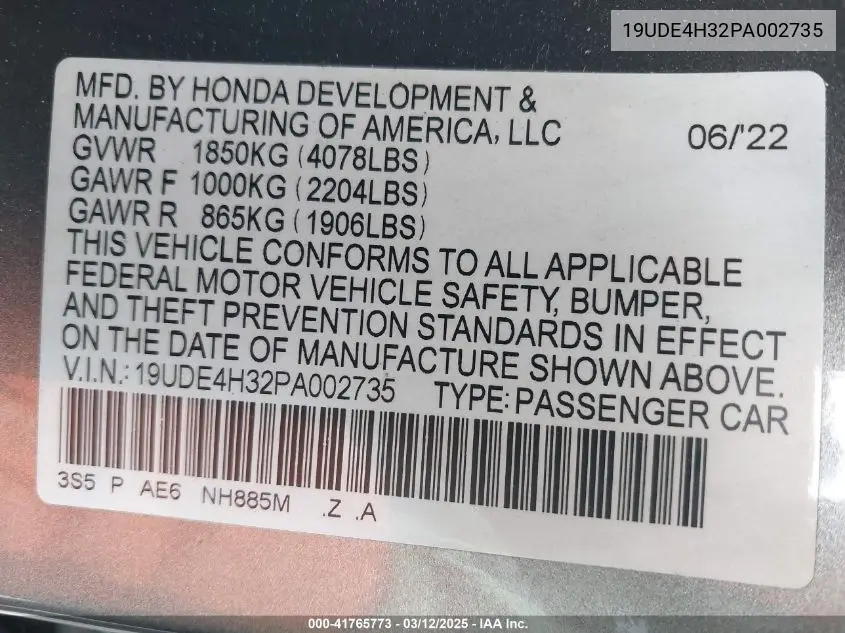 19UDE4H32PA002735
MFD. BY HONDA DEVELOPMENT &
MANUFACTURING OF AMERICA, LLC 06/'22
GVWR 1850KG (4078LBS)
GAWR F 1000KG (2204LBS)
GAWR R 865KG (1906LBS)
THIS VEHICLE CONFORMS TO ALL APPLICABLE
FEDERAL MOTOR VEHICLE SAFETY, BUMPER,
AND THEFT PREVENTION STANDARDS IN EFFECT
ON THE DATE OF MANUFACTURE SHOWN ABOVE.
V.I.N.: 19UDE4H32PA002735 TYPE: PASSENGER CAR
3S5 P AE6 NH885M .Z .A
000-41765773 - 03/12/2025 - IAA Inc.